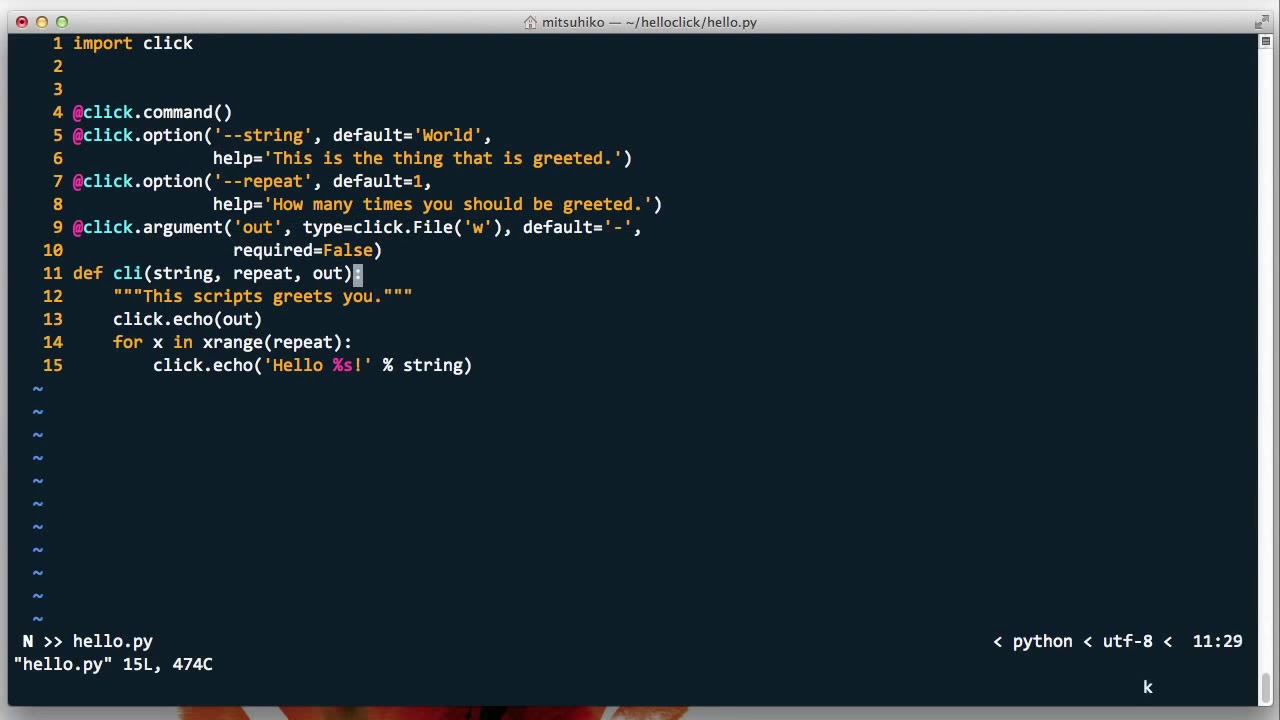 mitsuhiko — ~/helloclick/hello.py
1 import click
2
3
4 @click.command()
5 @click.option('--string', default='World',
6               help='This is the thing that is greeted.')
7 @click.option('--repeat', default=1,
8               help='How many times you should be greeted.')
9 @click.argument('out', type=click.File('w'), default='-',
10                 required=False)
11 def cli(string, repeat, out):
12     """This scripts greets you."""
13     click.echo(out)
14     for x in xrange(repeat):
15         click.echo('Hello %s!' % string)
~
~
~
~
~
~
~
~
~
~
~
N >> hello.py < python < utf-8 < 11:29
"hello.py" 15L, 474C
k